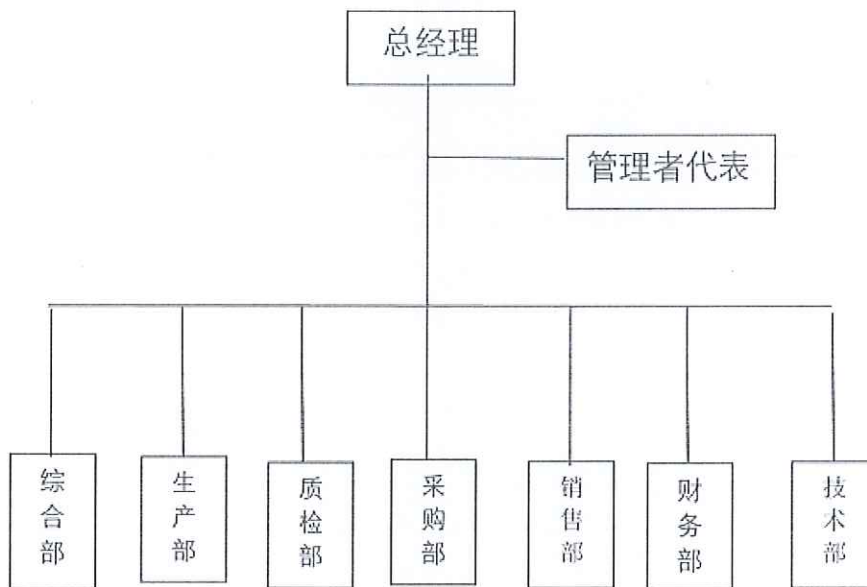 总经理
管理者代表
综合部
生产部
质检部
采购部
销售部
财务部
技术部